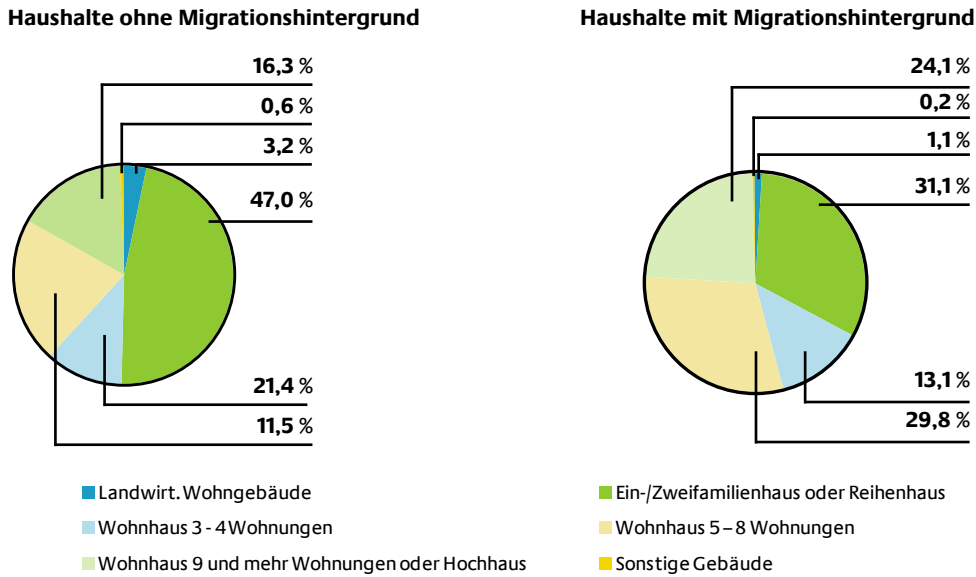 Haushalte ohne Migrationshintergrund
16,3 %
0,6 %
3,2 %
47,0 %
21,4 %
11,5 %
Haushalte mit Migrationshintergrund
24,1 %
0,2 %
1,1 %
31,1 %
13,1 %
29,8 %
Landwirt. Wohngebäude
Ein-/Zweifamilienhaus oder Reihenhaus
Wohnhaus 3 - 4 Wohnungen
Wohnhaus 5 – 8 Wohnungen
Wohnhaus 9 und mehr Wohnungen oder Hochhaus
Sonstige Gebäude